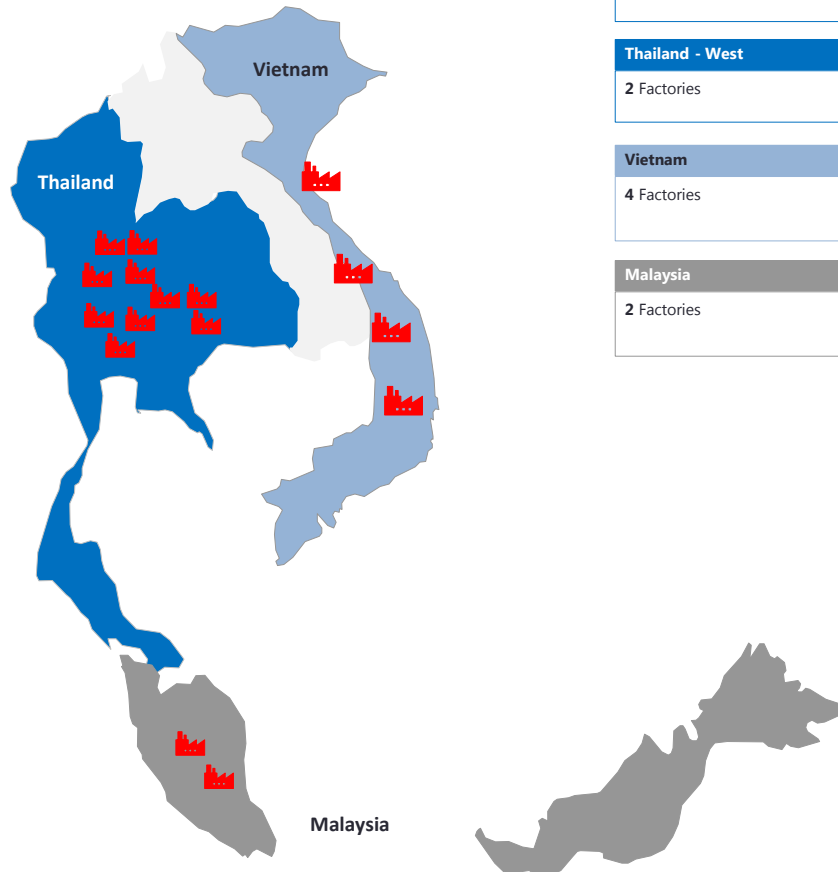 Vietnam
Thailand
Malaysia
Thailand - West
2 Factories
Vietnam
4 Factories
Malaysia
2 Factories